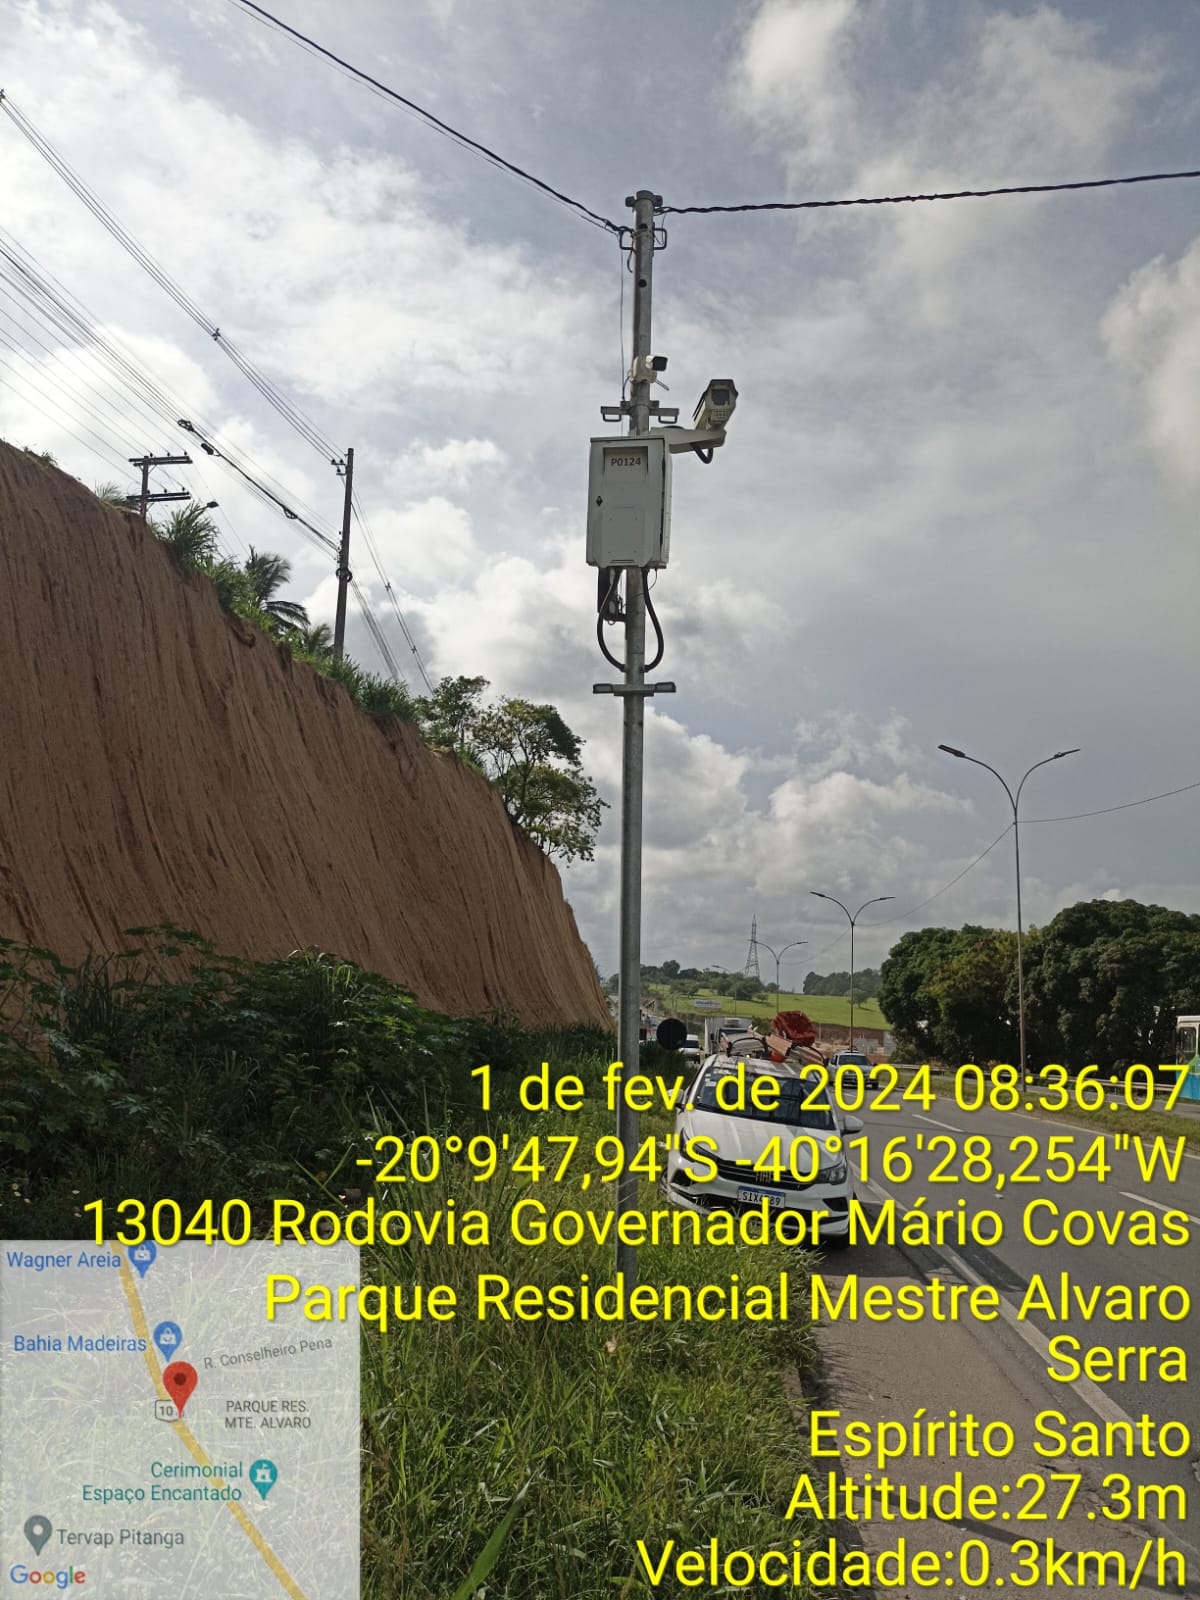 P0124
1 de fev. de 2024 08:36:07
-20°9'47,94"S -40°16'28,254"W
13040 Rodovia Governador Mário Covas
Parque Residencial Mestre Alvaro
Serra
Espírito Santo
Altitude:27.3m
Velocidade:0.3km/h
Wagner Areia
Bahia Madeiras
R. Conselheiro Pena
10
PARQUE RES.
MTE. ALVARO
Cerimonial
Espaço Encantado
Tervap Pitanga
Google